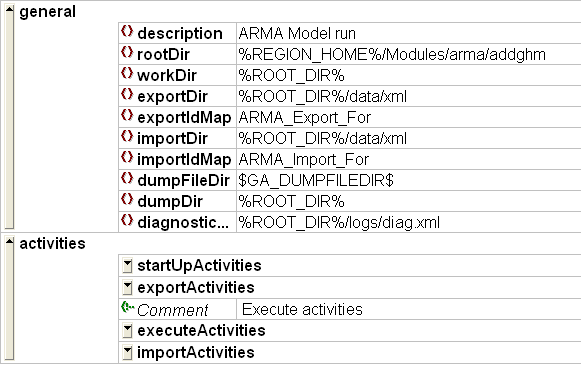 general
description ARMA Model run
rootDir %REGION_HOME%/Modules/arma/addghm
workDir %ROOT_DIR%
exportDir %ROOT_DIR%/data/xml
exportIdMap ARMA_Export_For
importDir %ROOT_DIR%/data/xml
importIdMap ARMA_Import_For
dumpFileDir $GA_DUMPFILEDIR$
dumpDir %ROOT_DIR%
diagnostic... %ROOT_DIR%/logs/diag.xml
activities
startUpActivities
exportActivities
Comment Execute activities
executeActivities
importActivities